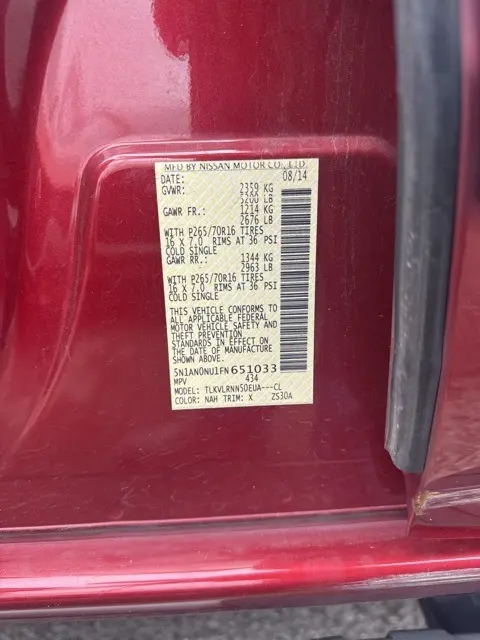 MFD BY NISSAN MOTOR CO., LTD.
DATE: 08/14
GVWR: 2359 KG
5200 LB
GAWR FR.: 1214 KG
2676 LB
WITH P265/70R16 TIRES
16 X 7.0 RIMS AT 36 PSI
COLD SINGLE
GAWR RR.: 1344 KG
2963 LB
WITH P265/70R16 TIRES
16 X 7.0 RIMS AT 36 PSI
COLD SINGLE
THIS VEHICLE CONFORMS TO
ALL APPLICABLE FEDERAL
MOTOR VEHICLE SAFETY AND
THEFT PREVENTION
STANDARDS IN EFFECT ON
THE DATE OF MANUFACTURE
SHOWN ABOVE.
5N1AN0NU1FN651033
MPV 434
MODEL: TLKVLRNN50EUA---CL
COLOR: NAH TRIM: X ZS30A